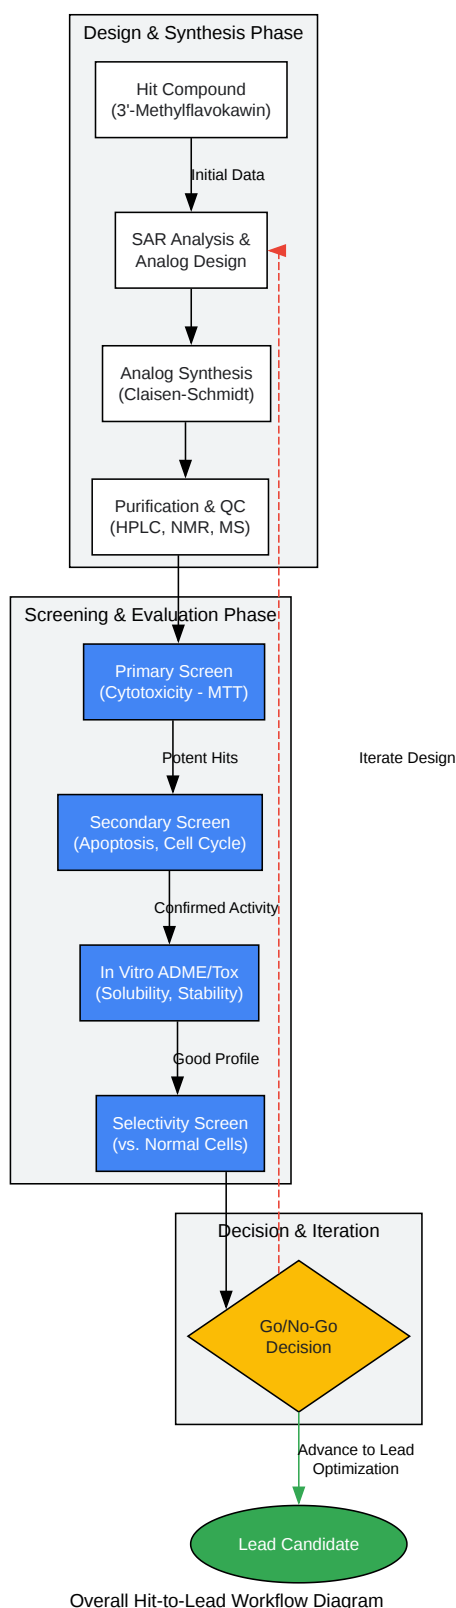 Design & Synthesis Phase
Hit Compound
(3'-Methylflavokawin)
Initial Data
SAR Analysis &
Analog Design
Analog Synthesis
(Claisen-Schmidt)
Purification & QC
(HPLC, NMR, MS)
Screening & Evaluation Phase
Primary Screen
(Cytotoxicity - MTT)
Potent Hits
Iterate Design
Secondary Screen
(Apoptosis, Cell Cycle)
Confirmed Activity
In Vitro ADME/Tox
(Solubility, Stability)
Good Profile
Selectivity Screen
(vs. Normal Cells)
Decision & Iteration
Go/No-Go
Decision
Advance to Lead
Optimization
Lead Candidate
Overall Hit-to-Lead Workflow Diagram